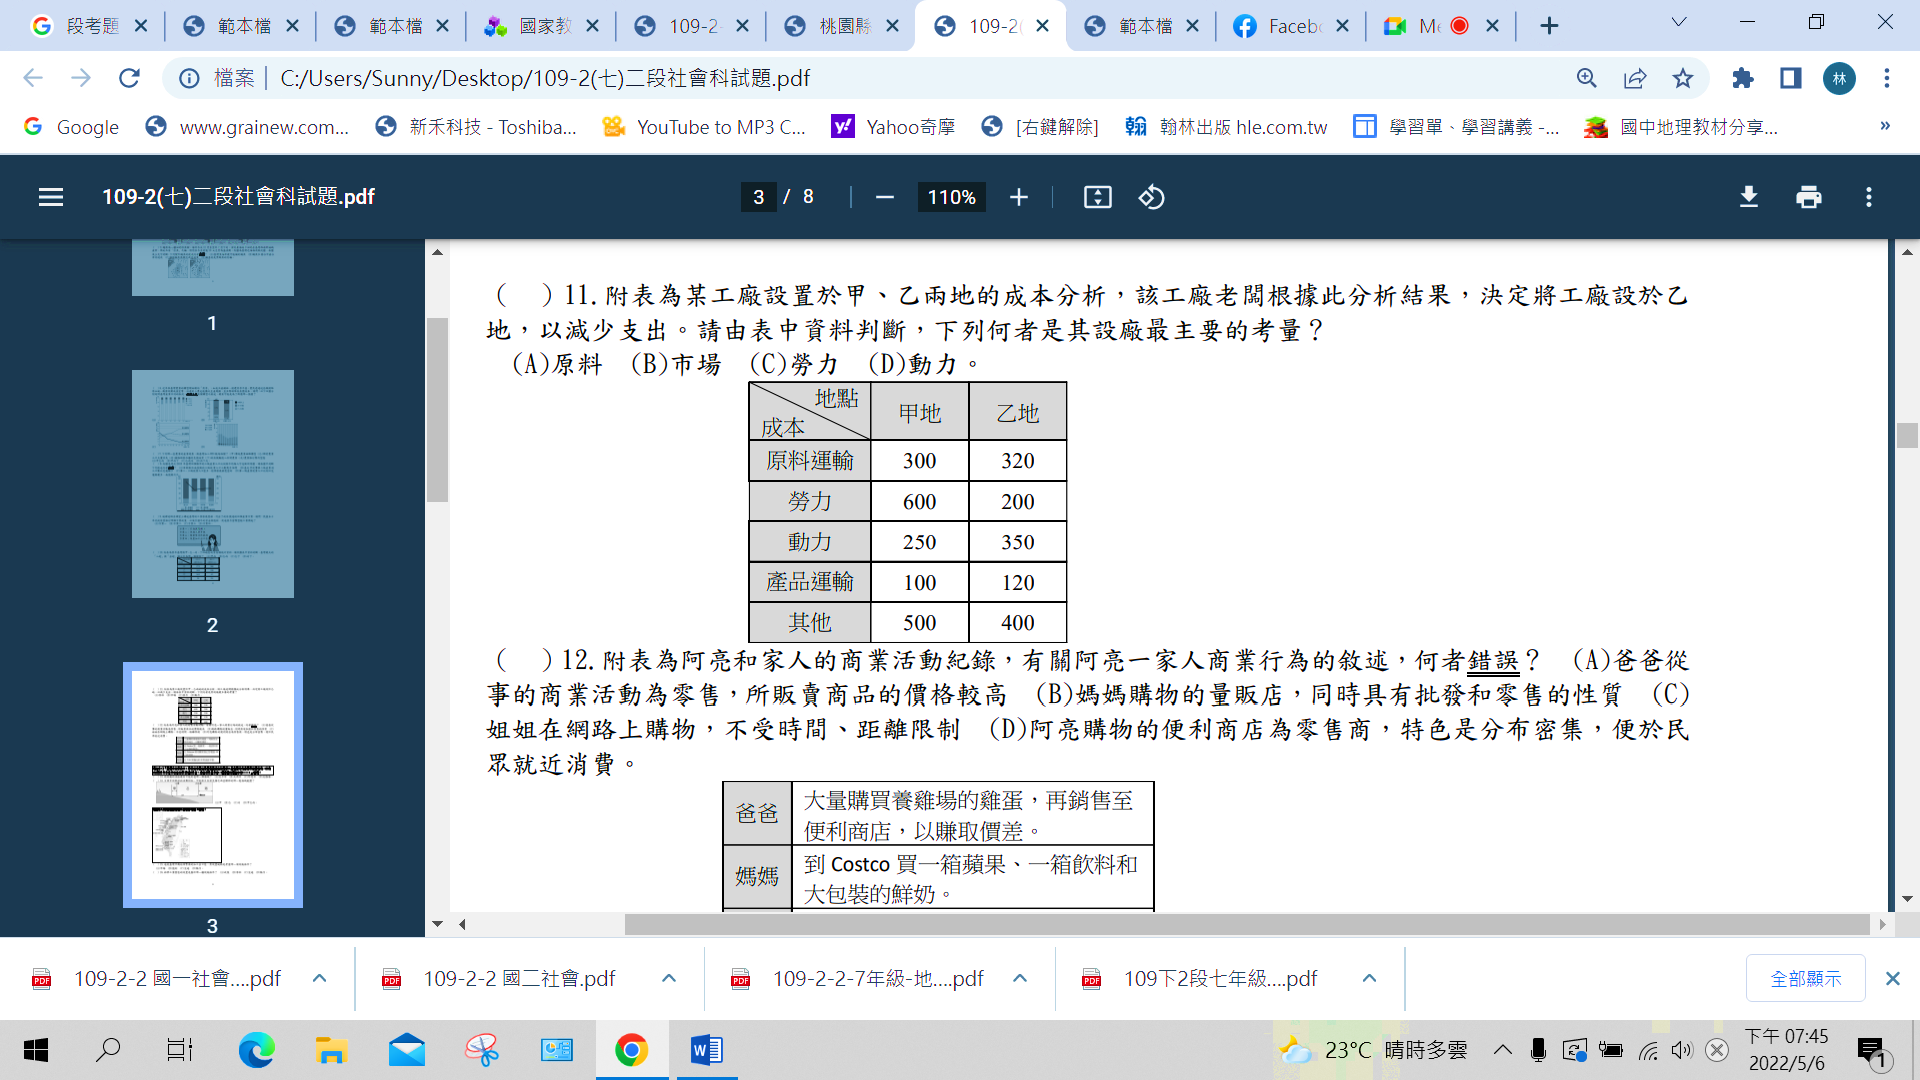 段考題
範本檔
範本檔
國家教
109-2-
桃園縣
109-2(
範本檔
Facebo
Me
檔案
C:/Users/Sunny/Desktop/109-2(七)二段社會科試題.pdf
林
Google
www.grainew.com...
新禾科技 - Toshiba...
YouTube to MP3 C...
Yahoo奇摩
[右鍵解除]
翰林出版 hle.com.tw
學習單、學習講義 -...
國中地理教材分享...
»
109-2(七)二段社會科試題.pdf
3 / 8
110%
1
2
3
(　)11.附表為某工廠設置於甲、乙兩地的成本分析，該工廠老闆根據此分析結果，決定將工廠設於乙
地，以減少支出。請由表中資料判斷，下列何者是其設廠最主要的考量？
(A)原料 (B)市場 (C)勞力 (D)動力。
地點
成本
甲地 乙地
原料運輸 300 320
勞力 600 200
動力 250 350
產品運輸 100 120
其他 500 400
(　)12.附表為阿亮和家人的商業活動紀錄，有關阿亮一家人商業行為的敘述，何者錯誤？ (A)爸爸從
事的商業活動為零售，所販賣商品的價格較高 (B)媽媽購物的量販店，同時具有批發和零售的性質 (C)
姐姐在網路上購物，不受時間、距離限制 (D)阿亮購物的便利商店為零售商，特色是分布密集，便於民
眾就近消費。
爸爸
大量購買養雞場的雞蛋，再銷售至
便利商店，以賺取價差。
媽媽
到 Costco 買一箱蘋果、一箱飲料和
大包裝的鮮奶。
109-2-2 國一社會....pdf
109-2-2 國二社會.pdf
109-2-2-7年級-地....pdf
109下2段七年級....pdf
全部顯示
23°C 晴時多雲
下午 07:45
2022/5/6
1